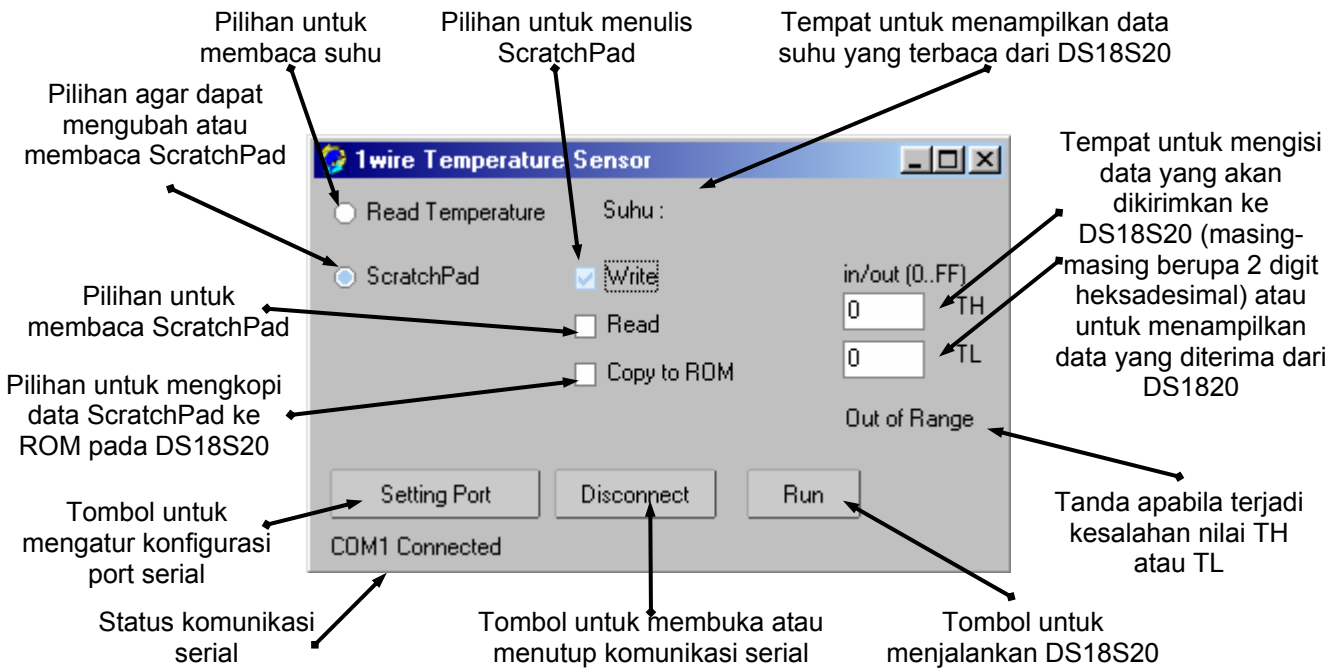 Pilihan untuk
membaca suhu
Pilihan untuk menulis
ScratchPad
Tempat untuk menampilkan data
suhu yang terbaca dari DS18S20
Pilihan agar dapat
mengubah atau
membaca ScratchPad
1wire Temperature Sensor
Read Temperature
Suhu :
ScratchPad
Write
in/out (0..FF)
Read
0
TH
Copy to ROM
0
TL
Out of Range
Setting Port
Disconnect
Run
COM1 Connected
Tempat untuk mengisi
data yang akan
dikirimkan ke
DS18S20 (masing-
masing berupa 2 digit
heksadesimal) atau
untuk menampilkan
data yang diterima dari
DS1820
Pilihan untuk
membaca ScratchPad
Pilihan untuk mengkopi
data ScratchPad ke
ROM pada DS18S20
Tombol untuk
mengatur konfigurasi
port serial
Tanda apabila terjadi
kesalahan nilai TH
atau TL
Status komunikasi
serial
Tombol untuk membuka atau
menutup komunikasi serial
Tombol untuk
menjalankan DS18S20